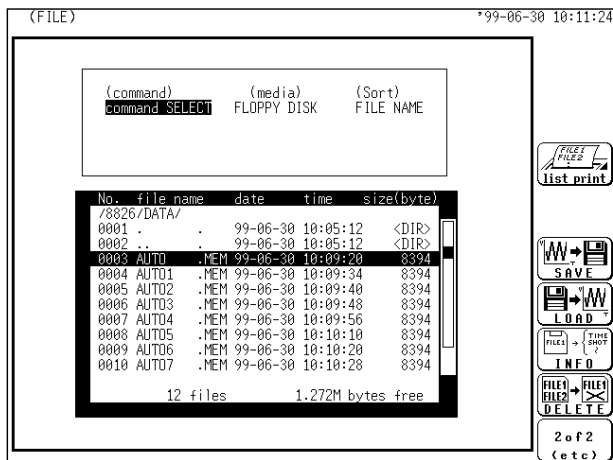 (FILE) '99-06-30 10:11:24
(command) (media) (Sort)
command SELECT FLOPPY DISK FILE NAME
No. file name date time size(byte)
/8826/DATA/
0001 . . 99-06-30 10:05:12 <DIR>
0002 .. . 99-06-30 10:05:12 <DIR>
0003 AUTO .MEM 99-06-30 10:09:20 8394
0004 AUTO1 .MEM 99-06-30 10:09:34 8394
0005 AUTO2 .MEM 99-06-30 10:09:40 8394
0006 AUTO3 .MEM 99-06-30 10:09:48 8394
0007 AUTO4 .MEM 99-06-30 10:09:56 8394
0008 AUTO5 .MEM 99-06-30 10:10:10 8394
0009 AUTO6 .MEM 99-06-30 10:10:20 8394
0010 AUTO7 .MEM 99-06-30 10:10:28 8394
12 files 1.272M bytes free
FILE1
FILE2
list print
SAVE
LOAD
FILE1 TIME
SHOT
INFO
FILE1 FILE1
FILE2
DELETE
2of2
(etc)